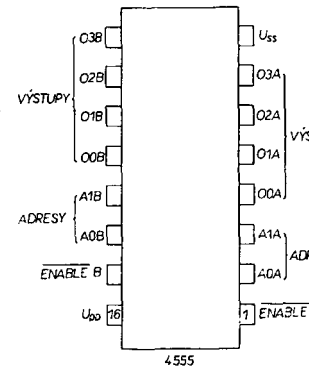 O3B
Uss
O2B
O3A
VÝSTUPY
O1B
O2A
O0B
O1A
A1B
O0A
ADRESY
A0B
A1A
ENABLE B
A0A
U_DD 16
1 ENABLE
4555